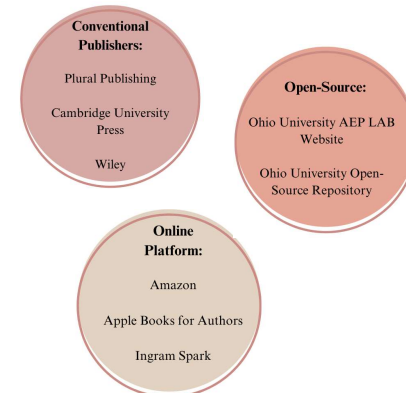 Conventional
Publishers:
Plural Publishing
Cambridge University
Press
Wiley
Open-Source:
Ohio University AEP LAB
Website
Ohio University Open-
Source Repository
Online
Platform:
Amazon
Apple Books for Authors
Ingram Spark